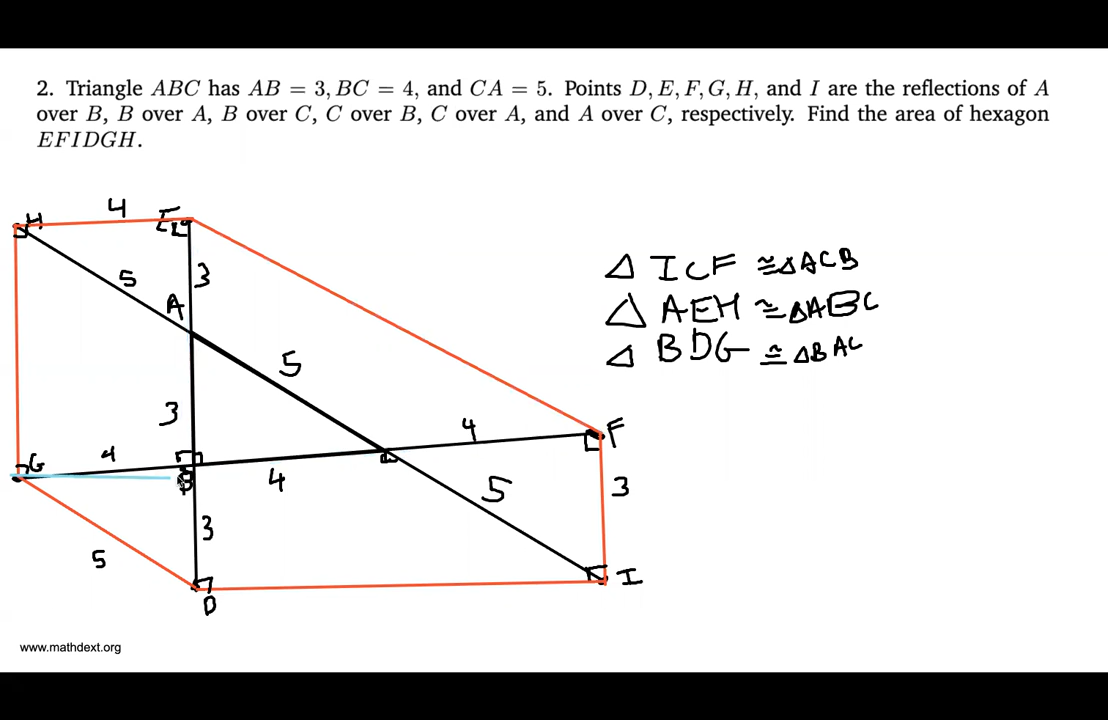 2. Triangle ABC has AB = 3, BC = 4, and CA = 5. Points D, E, F, G, H, and I are the reflections of A
over B, B over A, B over C, C over B, C over A, and A over C, respectively. Find the area of hexagon
EFIDGH.
H 4 E
5 3
A
△ ICF ≅ △ACB
△ AEH ≅ △ABC
△ BDG ≅ △BAC
5
3 4 F
G 4 B 4 5 3
3
5
I
D
www.mathdext.org